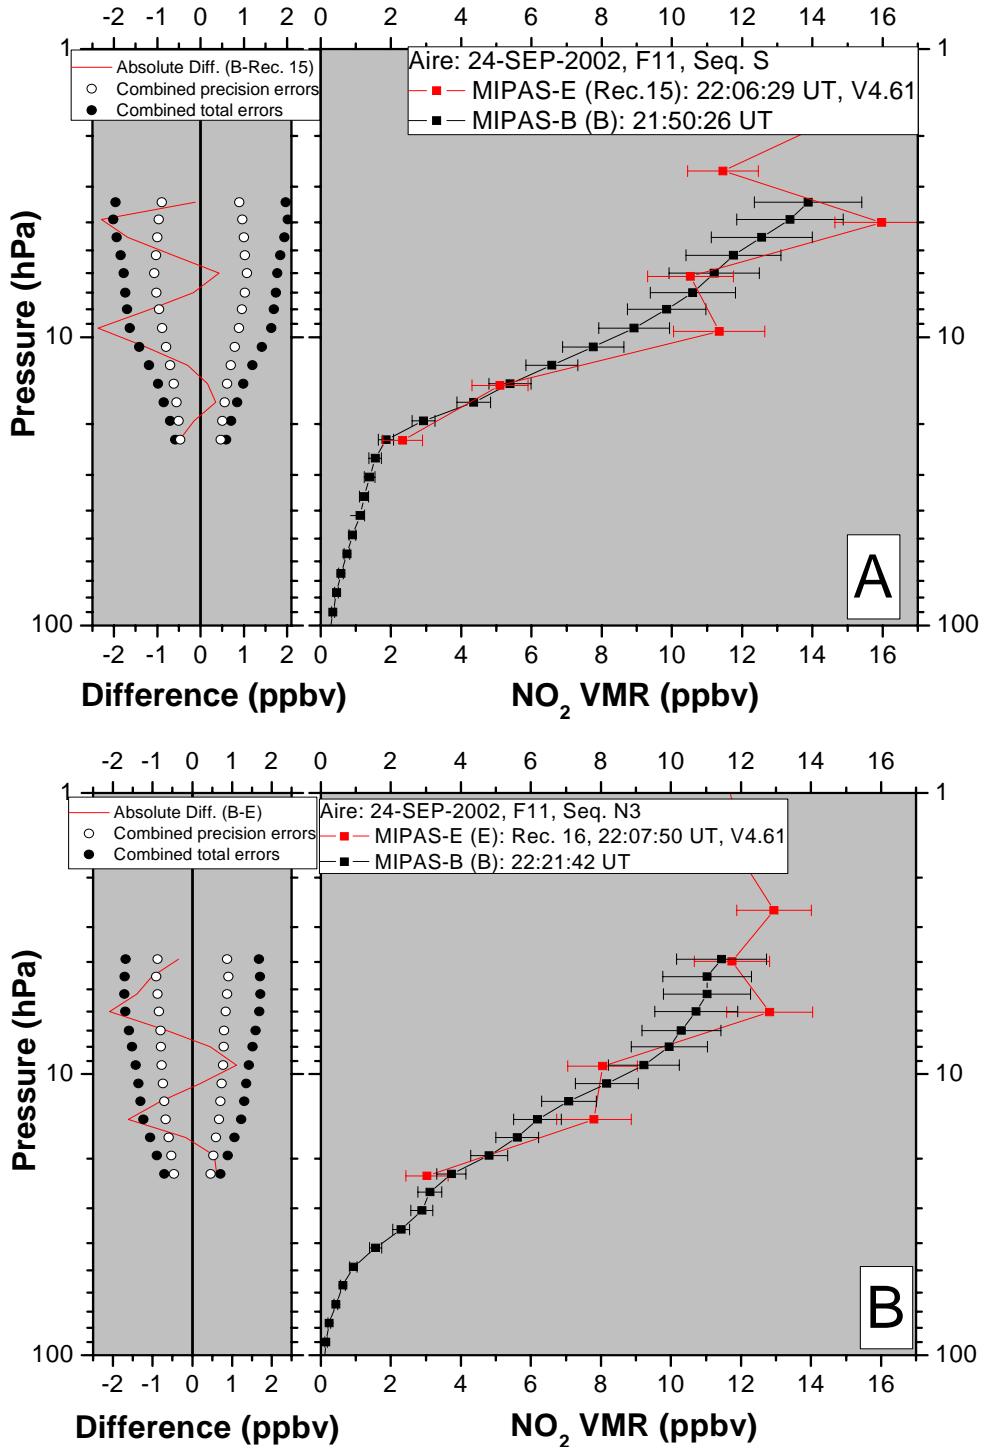 -2 -1 0 1 2 0 2 4 6 8 10 12 14 16
1 1
Absolute Diff. (B-Rec. 15)
Combined precision errors
Combined total errors
Aire: 24-SEP-2002, F11, Seq. S
MIPAS-E (Rec.15): 22:06:29 UT, V4.61
MIPAS-B (B): 21:50:26 UT
Pressure (hPa)
10 10
A
100 100
-2 -1 0 1 2 0 2 4 6 8 10 12 14 16
Difference (ppbv) NO2 VMR (ppbv)
-2 -1 0 1 2 0 2 4 6 8 10 12 14 16
1 1
Absolute Diff. (B-E)
Combined precision errors
Combined total errors
Aire: 24-SEP-2002, F11, Seq. N3
MIPAS-E (E): Rec. 16, 22:07:50 UT, V4.61
MIPAS-B (B): 22:21:42 UT
Pressure (hPa)
10 10
B
100 100
-2 -1 0 1 2 0 2 4 6 8 10 12 14 16
Difference (ppbv) NO2 VMR (ppbv)